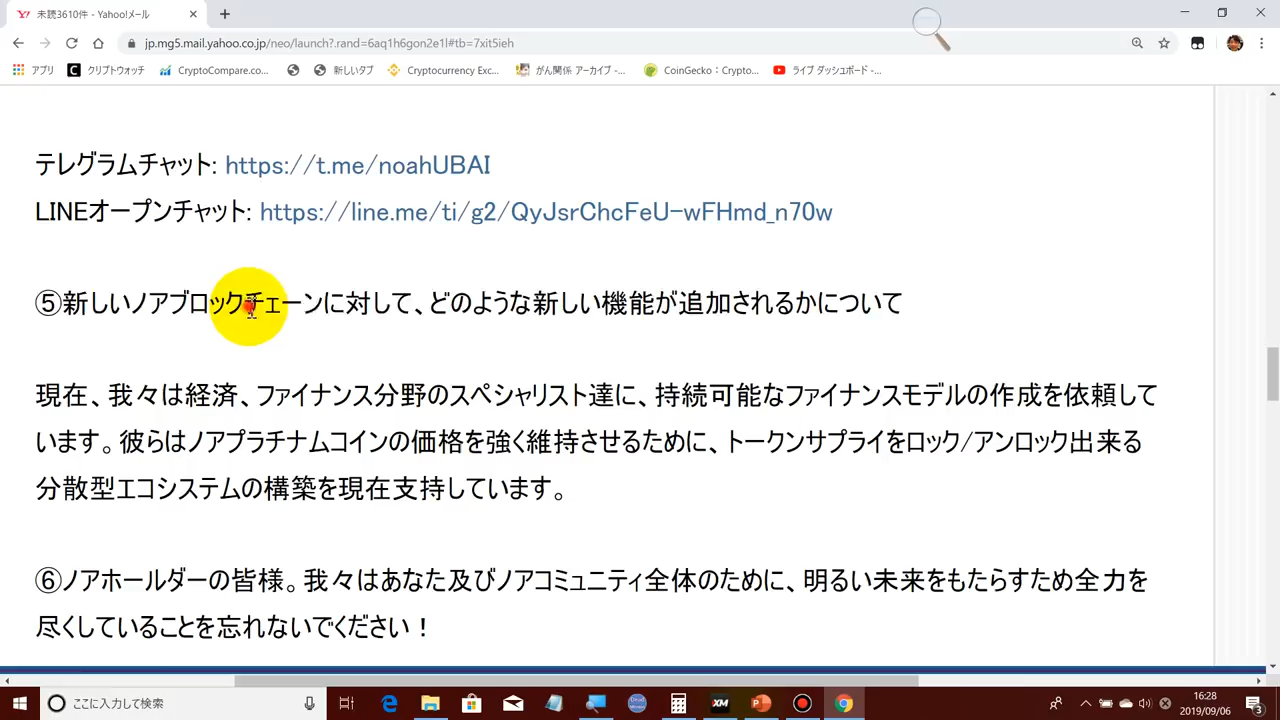 未読3610件 - Yahoo!メール
jp.mg5.mail.yahoo.co.jp/neo/launch?.rand=6aq1h6gon2e1l#tb=7xit5ieh
アプリ クリプトウォッチ CryptoCompare.co... 新しいタブ Cryptocurrency Exc... がん関係 アーカイブ -... CoinGecko：Crypto... ライブ ダッシュボード -...
テレグラムチャット: https://t.me/noahUBAI
LINEオープンチャット: https://line.me/ti/g2/QyJsrChcFeU-wFHmd_n70w
⑤新しいノアブロックチェーンに対して、どのような新しい機能が追加されるかについて
現在、我々は経済、ファイナンス分野のスペシャリスト達に、持続可能なファイナンスモデルの作成を依頼して
います。彼らはノアプラチナムコインの価格を強く維持させるために、トークンサプライをロック/アンロック出来る
分散型エコシステムの構築を現在支持しています。
⑥ノアホールダーの皆様。我々はあなた及びノアコミュニティ全体のために、明るい未来をもたらすため全力を
尽くしていることを忘れないでください！
ここに入力して検索
XM
16:28
2019/09/06
3